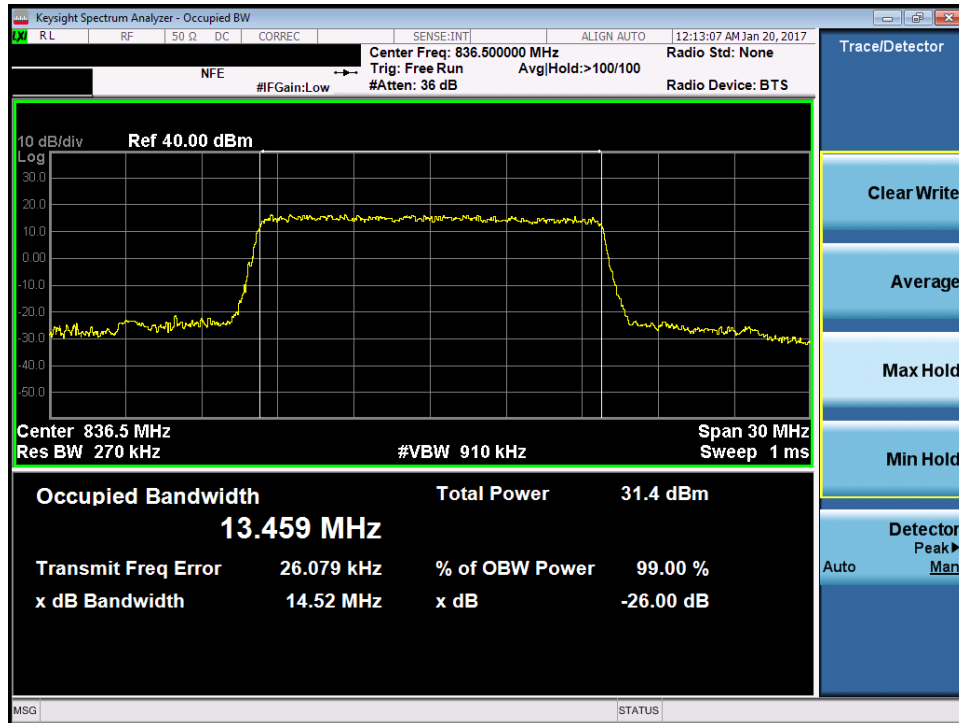 Keysight Spectrum Analyzer - Occupied BW
LXI RL RF 50 Ω DC CORREC SENSE:INT ALIGN AUTO 12:13:07 AM Jan 20, 2017
Center Freq: 836.500000 MHz Radio Std: None
NFE Trig: Free Run Avg|Hold:>100/100
#IFGain:Low #Atten: 36 dB Radio Device: BTS
Trace/Detector
10 dB/div Ref 40.00 dBm
Log
30.0
20.0
10.0
0.00
-10.0
-20.0
-30.0
-40.0
-50.0
Center 836.5 MHz Span 30 MHz
Res BW 270 kHz #VBW 910 kHz Sweep 1 ms
Occupied Bandwidth Total Power 31.4 dBm
13.459 MHz
Transmit Freq Error 26.079 kHz % of OBW Power 99.00 %
x dB Bandwidth 14.52 MHz x dB -26.00 dB
Clear Write
Average
Max Hold
Min Hold
Detector
Peak▶
Auto Man
MSG STATUS